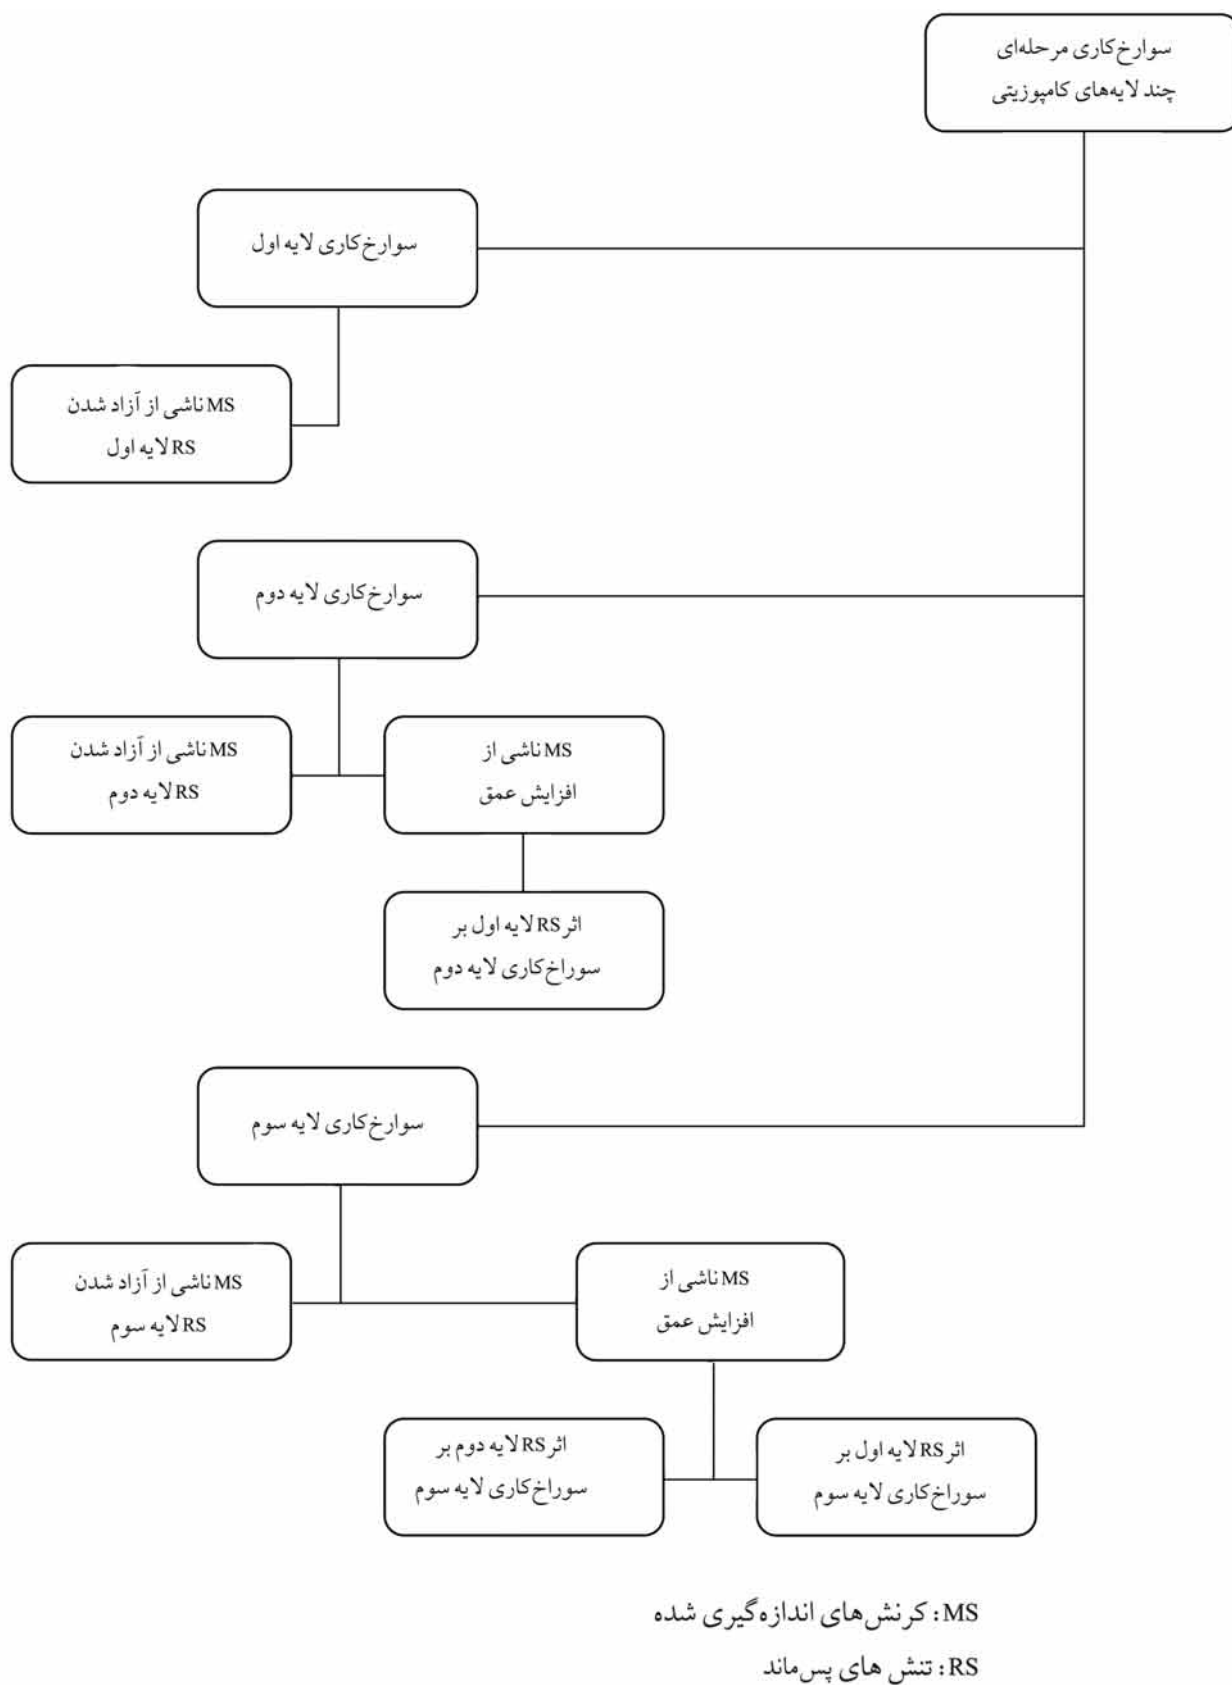 سوارخ‌کاری مرحله‌ای
چند لایه‌های کامپوزیتی
سوارخ‌کاری لایه اول
MS ناشی از آزاد شدن
RS لایه اول
سوارخ‌کاری لایه دوم
MS ناشی از
افزایش عمق
MS ناشی از آزاد شدن
RS لایه دوم
اثر RS لایه اول بر
سوراخ‌کاری لایه دوم
سوارخ‌کاری لایه سوم
MS ناشی از
افزایش عمق
MS ناشی از آزاد شدن
RS لایه سوم
اثر RS لایه اول بر
سوراخ‌کاری لایه سوم
اثر RS لایه دوم بر
سوراخ‌کاری لایه سوم
MS: کرنش‌های اندازه‌گیری شده
RS: تنش های پس‌ماند